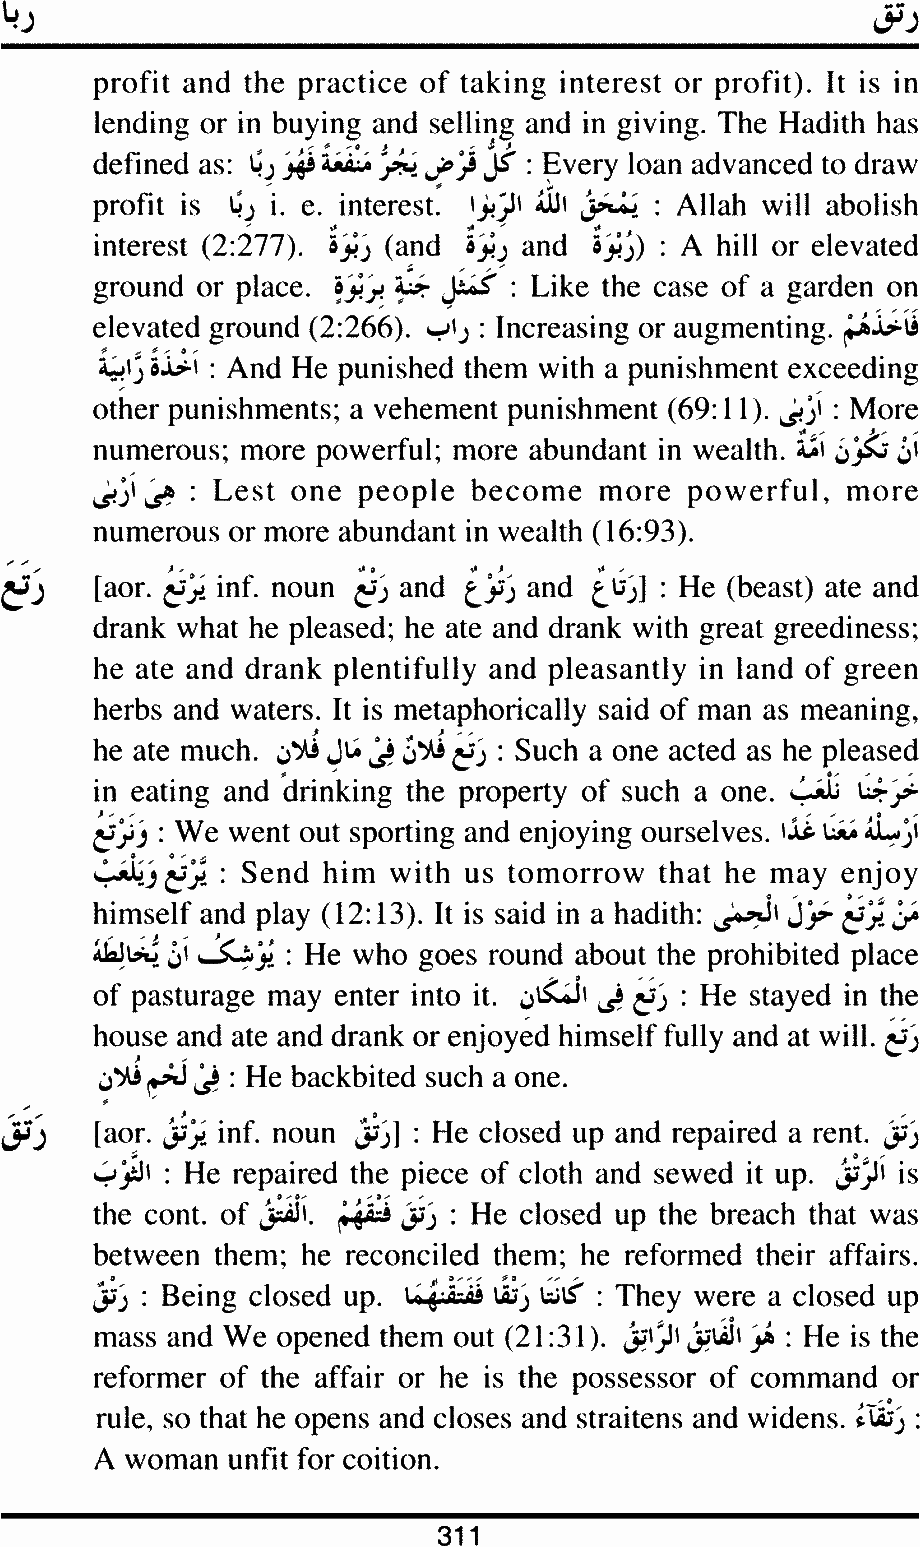 ربا رتق
profit and the practice of taking interest or profit). It is in
lending or in buying and selling and in giving. The Hadith has
defined as: كُلُّ قَرْضٍ يَجُرُّ مَنْفَعَةً فَهُوَ رِبًا : Every loan advanced to draw
profit is رِبًا i. e. interest. يَمْحَقُ اللّٰهُ الرِّبٰوا : Allah will abolish
interest (2:277). رَبْوَةٌ (and رِبْوَةٌ and رُبْوَةٌ) : A hill or elevated
ground or place. كَمَثَلِ جَنَّةٍ بِرَبْوَةٍ : Like the case of a garden on
elevated ground (2:266). رابٍ : Increasing or augmenting. فَاَخَذَهُمْ
اَخْذَةً رَّابِيَةً : And He punished them with a punishment exceeding
other punishments; a vehement punishment (69:11). اَرْبٰى : More
numerous; more powerful; more abundant in wealth. اَنْ تَكُوْنَ اُمَّةٌ
هِىَ اَرْبٰى : Lest one people become more powerful, more
numerous or more abundant in wealth (16:93).
رَتَعَ [aor. يَرْتَعُ inf. noun رَتْعٌ and رُتُوْعٌ and رِتَاعٌ] : He (beast) ate and
drank what he pleased; he ate and drank with great greediness;
he ate and drank plentifully and pleasantly in land of green
herbs and waters. It is metaphorically said of man as meaning,
he ate much. رَتَعَ فُلَانٌ فِىْ مَالِ فُلَانٍ : Such a one acted as he pleased
in eating and drinking the property of such a one. خَرَجْنَا نَلْعَبُ
وَنَرْتَعُ : We went out sporting and enjoying ourselves. اَرْسِلْهُ مَعَنَا غَدًا
يَّرْتَعْ وَيَلْعَبْ : Send him with us tomorrow that he may enjoy
himself and play (12:13). It is said in a hadith: مَنْ يَّرْتَعْ حَوْلَ الْحِمٰى
يُوْشِكُ اَنْ يُّخَالِطَهُ : He who goes round about the prohibited place
of pasturage may enter into it. رَتَعَ فِى الْمَكَانِ : He stayed in the
house and ate and drank or enjoyed himself fully and at will. رَتَعَ
فِىْ لَحْمِ فُلَانٍ : He backbited such a one.
رَتَقَ [aor. يَرْتُقُ inf. noun رَتْقٌ] : He closed up and repaired a rent. رَتَقَ
الثَّوْبَ : He repaired the piece of cloth and sewed it up. اَلرَّتْقُ is
the cont. of اَلْفَتْقُ. رَتَقَ فَتْقَهُمْ : He closed up the breach that was
between them; he reconciled them; he reformed their affairs.
رَتْقٌ : Being closed up. كَانَتَا رَتْقًا فَفَتَقْنٰهُمَا : They were a closed up
mass and We opened them out (21:31). هُوَ الْفَاتِقُ الرَّاتِقُ : He is the
reformer of the affair or he is the possessor of command or
rule, so that he opens and closes and straitens and widens. رَتْقَآءُ :
A woman unfit for coition.
311